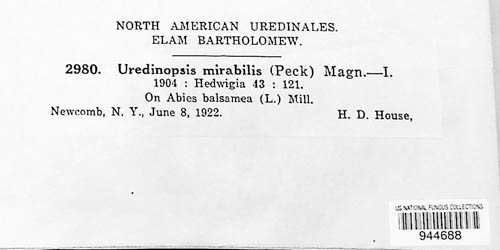 NORTH AMERICAN UREDINALES.
ELAM BARTHOLOMEW.
2980. Uredinopsis mirabilis (Peck) Magn.—I.
1904 : Hedwigia 43 : 121.
On Abies balsamea (L.) Mill.
Newcomb, N. Y., June 8, 1922. H. D. House,
US NATIONAL FUNGUS COLLECTIONS
944688